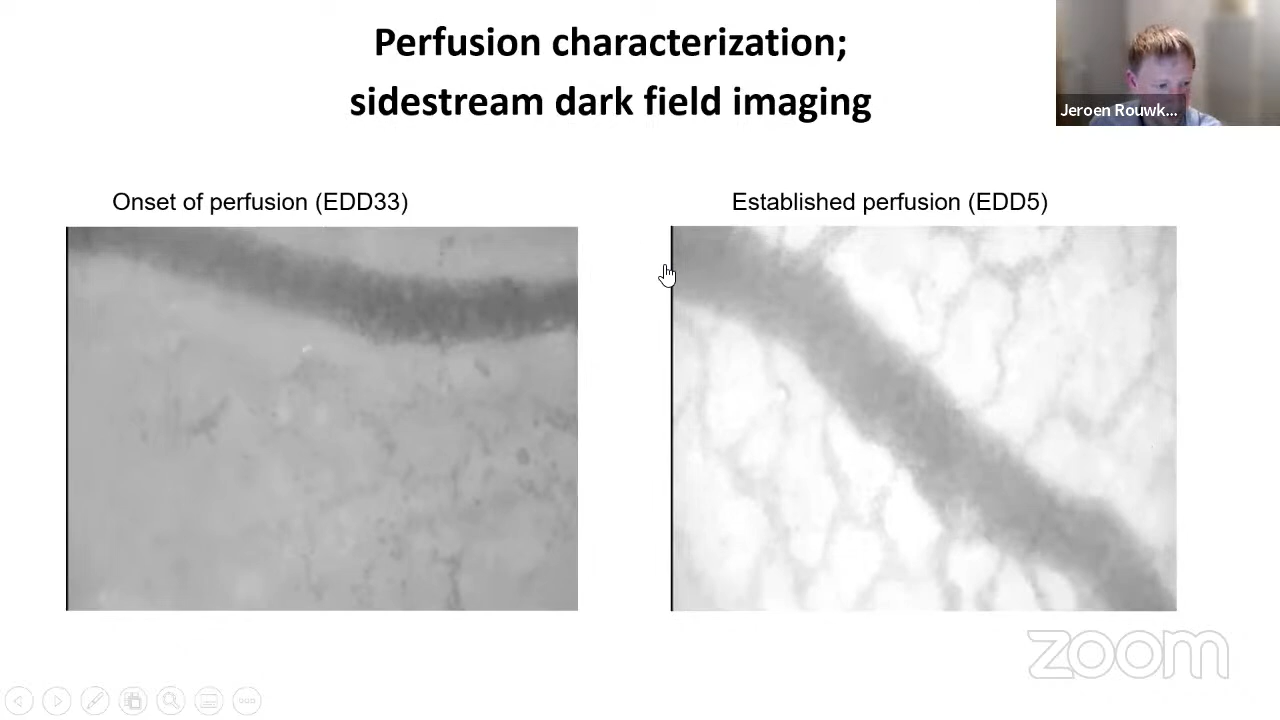 Perfusion characterization;
sidestream dark field imaging
Jeroen Rouwk...
Onset of perfusion (EDD33)
Established perfusion (EDD5)
zoom